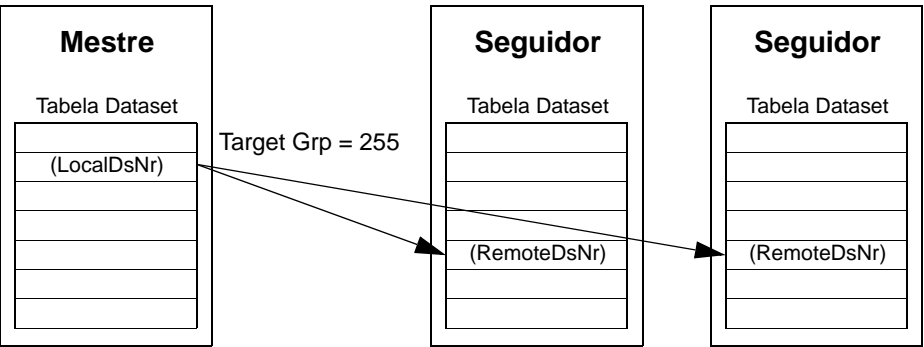 Mestre
Tabela Dataset
(LocalDsNr)
Target Grp = 255
Seguidor
Tabela Dataset
(RemoteDsNr)
Seguidor
Tabela Dataset
(RemoteDsNr)